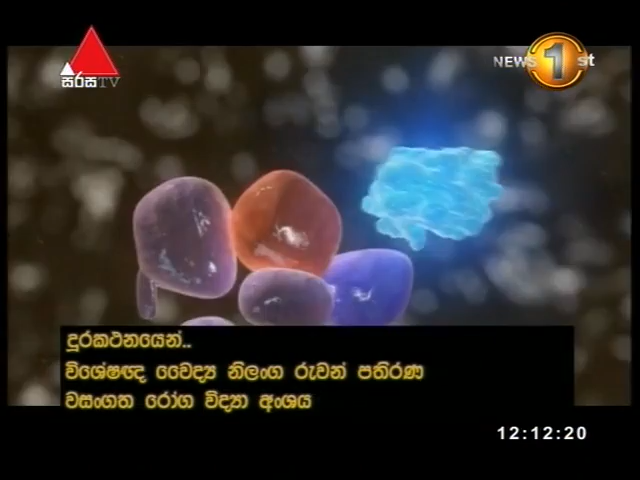 සිරස TV
NEWS 1st
දුරකථනයෙන්..
විශේෂඥ වෛද්‍ය නිලංග රුවන් පතිරණ
වසංගත රෝග විද්‍යා අංශය
12:12:20